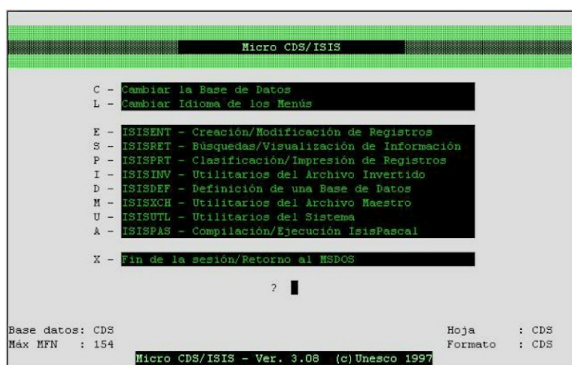 Micro CDS/ISIS
C - Cambiar la Base de Datos
L - Cambiar Idioma de los Menús
E - ISISENT - Creación/Modificación de Registros
S - ISISRET - Búsquedas/Visualización de Información
P - ISISPRT - Clasificación/Impresión de Registros
I - ISISINV - Utilitarios del Archivo Invertido
D - ISISDEF - Definición de una Base de Datos
M - ISISXCH - Utilitarios del Archivo Maestro
U - ISISUTL - Utilitarios del Sistema
A - ISISPAS - Compilación/Ejecución IsisPascal
X - Fin de la sesión/Retorno al MSDOS
?
Base datos: CDS Hoja : CDS
Máx MFN : 154 Formato : CDS
Micro CDS/ISIS - Ver. 3.08 (c) Unesco 1997